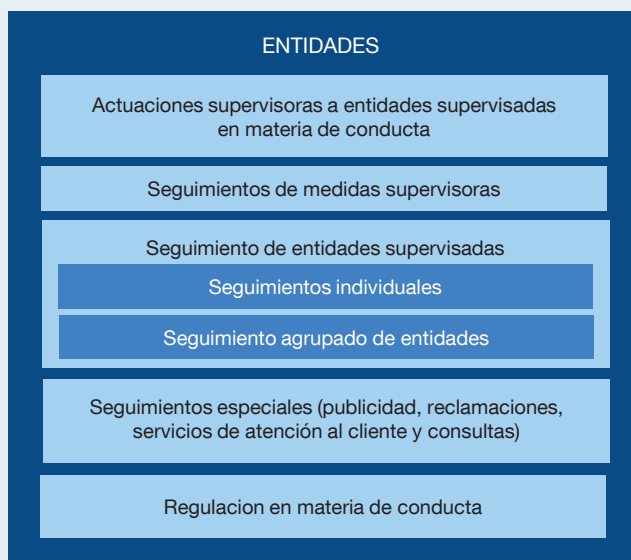 ENTIDADES
Actuaciones supervisoras a entidades supervisadas
en materia de conducta
Seguimientos de medidas supervisoras
Seguimiento de entidades supervisadas
Seguimientos individuales
Seguimiento agrupado de entidades
Seguimientos especiales (publicidad, reclamaciones,
servicios de atención al cliente y consultas)
Regulacion en materia de conducta